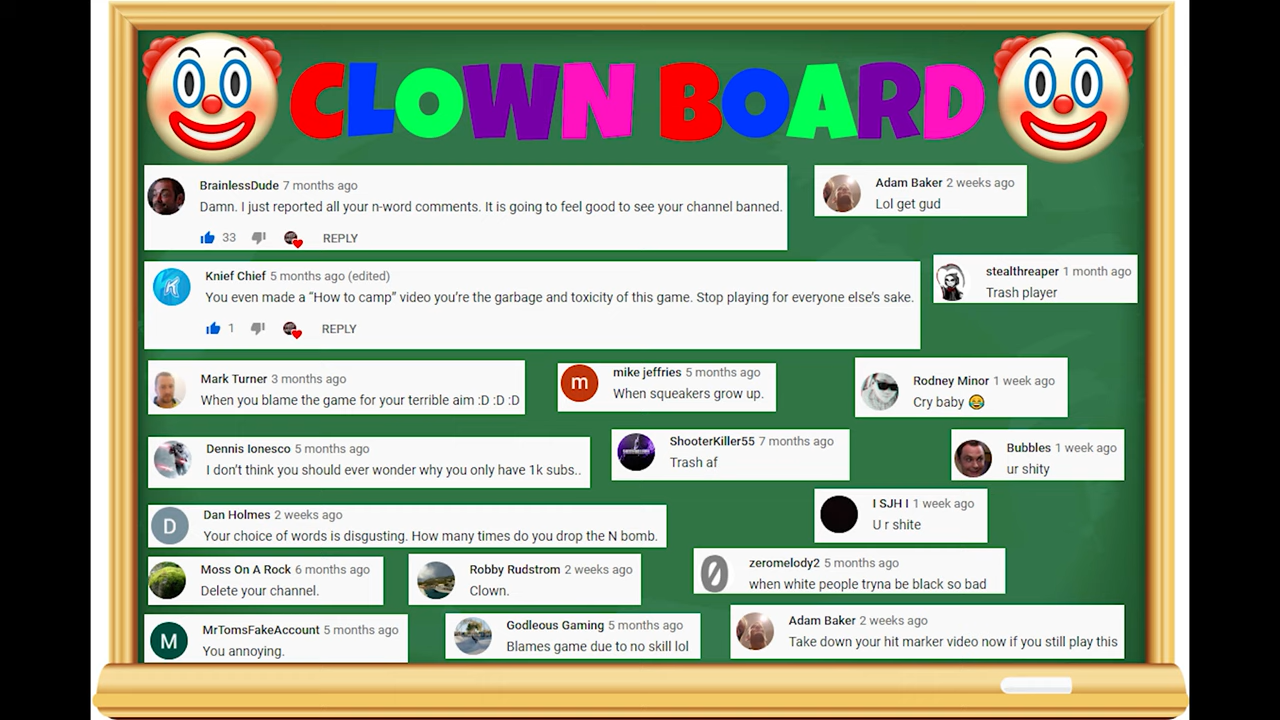 CLOWN BOARD
BrainlessDude 7 months ago
Damn. I just reported all your n-word comments. It is going to feel good to see your channel banned.
33 REPLY
Adam Baker 2 weeks ago
Lol get gud
Knief Chief 5 months ago (edited)
You even made a “How to camp” video you’re the garbage and toxicity of this game. Stop playing for everyone else’s sake.
1 REPLY
stealthreaper 1 month ago
Trash player
Mark Turner 3 months ago
When you blame the game for your terrible aim :D :D :D
m
mike jeffries 5 months ago
When squeakers grow up.
Rodney Minor 1 week ago
Cry baby 😂
Dennis Ionesco 5 months ago
I don’t think you should ever wonder why you only have 1k subs..
ShooterKiller55 7 months ago
Trash af
Bubbles 1 week ago
ur shity
D
Dan Holmes 2 weeks ago
Your choice of words is disgusting. How many times do you drop the N bomb.
I SJH I 1 week ago
U r shite
Moss On A Rock 6 months ago
Delete your channel.
Robby Rudstrom 2 weeks ago
Clown.
zeromelody2 5 months ago
when white people tryna be black so bad
M
MrTomsFakeAccount 5 months ago
You annoying.
Godleous Gaming 5 months ago
Blames game due to no skill lol
Adam Baker 2 weeks ago
Take down your hit marker video now if you still play this